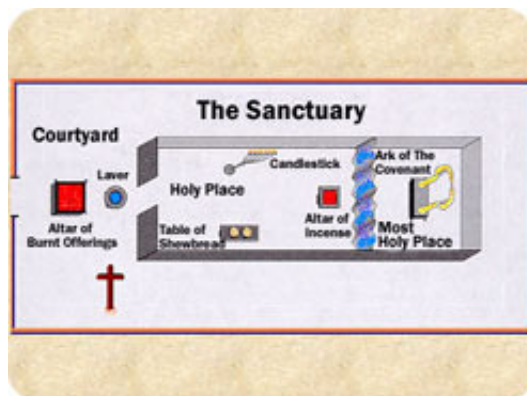 The Sanctuary
Courtyard
Laver
Holy Place
Candlestick
Ark of The
Covenant
Altar of
Burnt Offerings
Table of
Shewbread
Altar of
Incense
Most
Holy Place